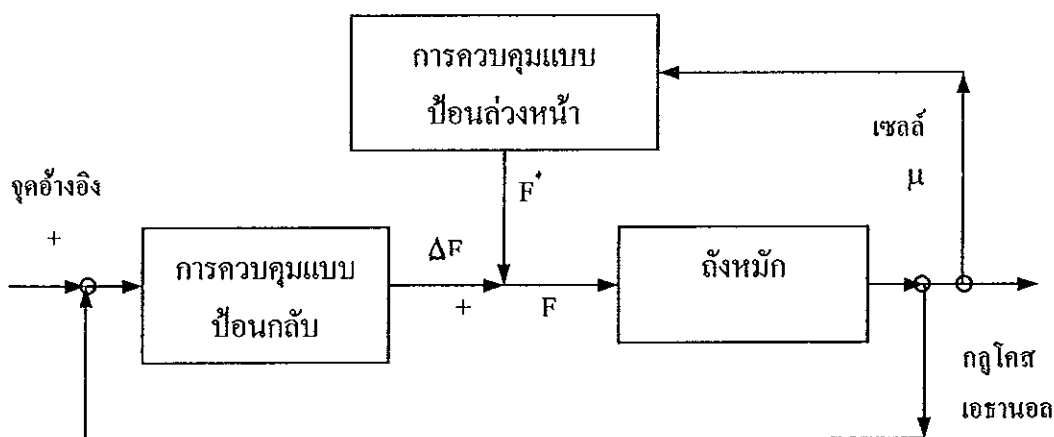 การควบคุมแบบ
ป้อนล่วงหน้า
เซลล์
μ
จุดอ้างอิง
+
F*
การควบคุมแบบ
ป้อนกลับ
ΔF
+
F
ถังหมัก
กลูโคส
เอธานอล